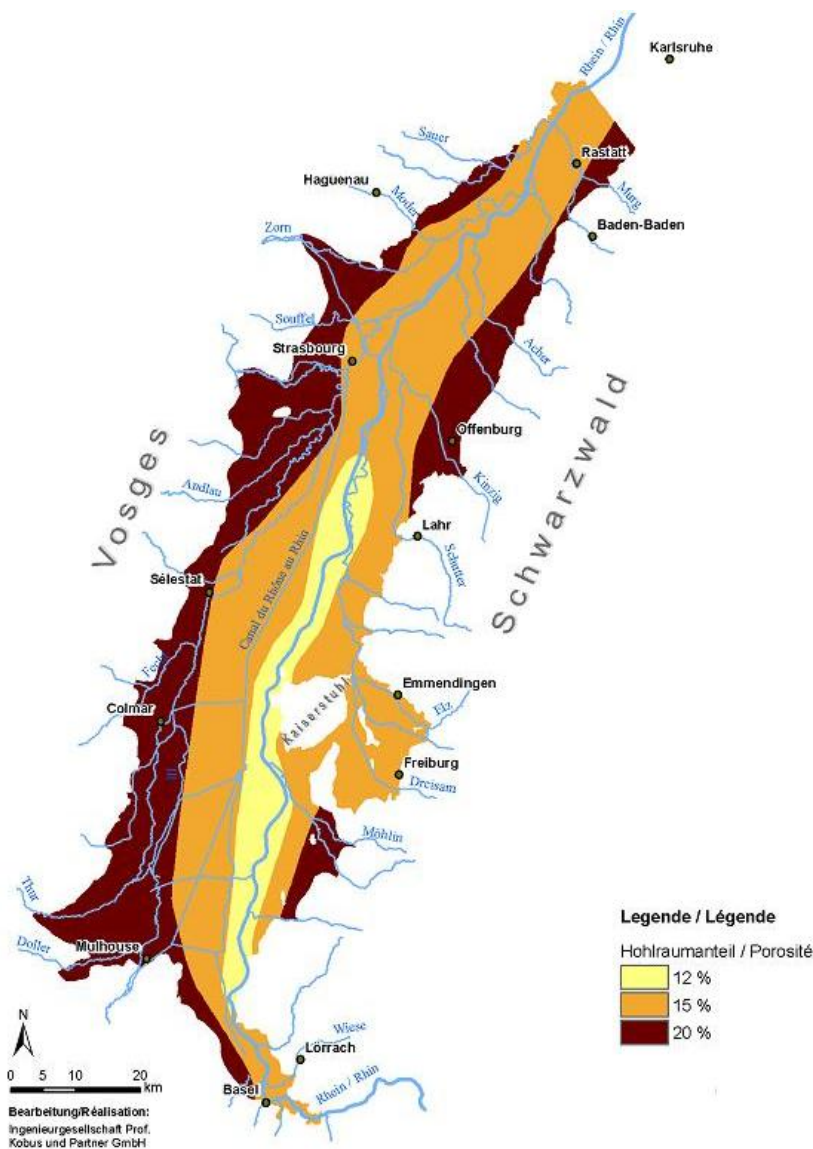 Karlsruhe
Rhein / Rhin
Sauer
Rastatt
Haguenau
Moder
Murg
Zorn
Baden-Baden
Souffel
Strasbourg
Acher
Vosges
Schwarzwald
Offenburg
Andlau
Kinzig
Lahr
Schutter
Sélestat
Canal du Rhône au Rhin
Fecht
Emmendingen
Kaiserstuhl
Elz
Colmar
Ill
Freiburg
Dreisam
Möhlin
Thur
Doller
Mulhouse
Legende / Légende
Hohlraumanteil / Porosité
12 %
15 %
20 %
N
Wiese
Lörrach
0 5 10 20
km
Basel
Rhein / Rhin
Bearbeitung/Réalisation:
Ingenieurgesellschaft Prof.
Kobus und Partner GmbH